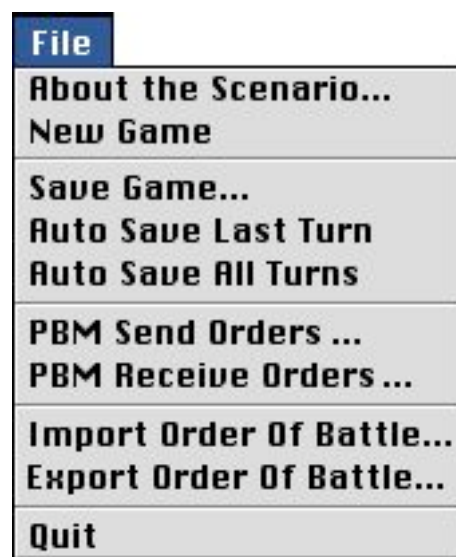 File
About the Scenario...
New Game
Save Game...
Auto Save Last Turn
Auto Save All Turns
PBM Send Orders ...
PBM Receive Orders ...
Import Order Of Battle...
Export Order Of Battle...
Quit